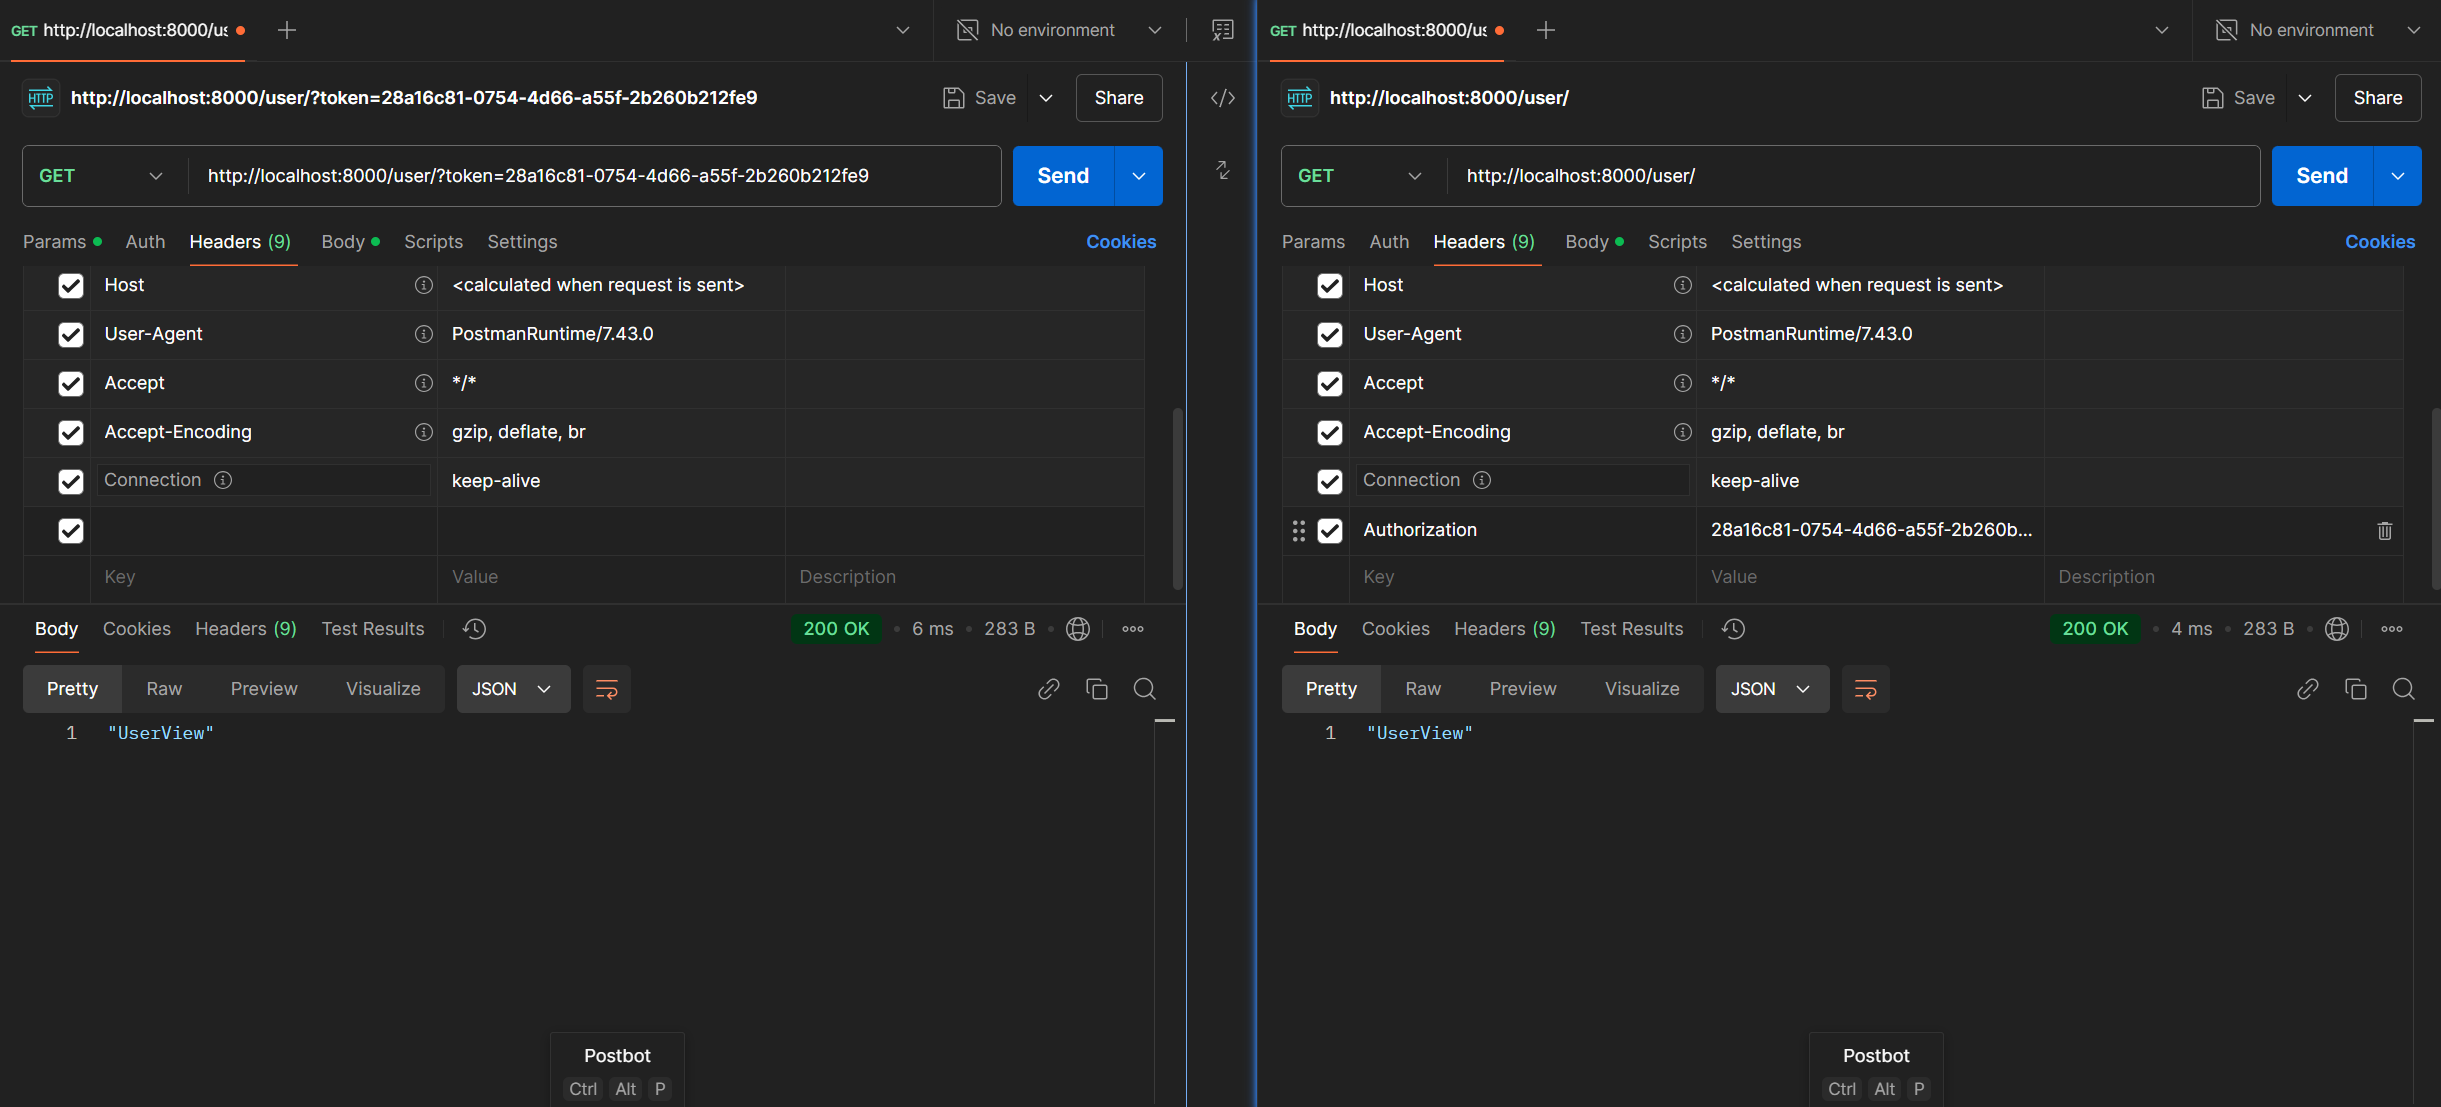 GET http://localhost:8000/us
No environment
http://localhost:8000/user/?token=28a16c81-0754-4d66-a55f-2b260b212fe9
Save
Share
GET
http://localhost:8000/user/?token=28a16c81-0754-4d66-a55f-2b260b212fe9
Send
Params Auth Headers (9) Body Scripts Settings Cookies
Host <calculated when request is sent>
User-Agent PostmanRuntime/7.43.0
Accept */*
Accept-Encoding gzip, deflate, br
Connection keep-alive
Key Value Description
Body Cookies Headers (9) Test Results 200 OK • 6 ms • 283 B •
Pretty Raw Preview Visualize JSON
1 "UserView"
Postbot
Ctrl Alt P
GET http://localhost:8000/us
No environment
HTTP http://localhost:8000/user/
Save
Share
GET
http://localhost:8000/user/
Send
Params Auth Headers (9) Body Scripts Settings Cookies
Host <calculated when request is sent>
User-Agent PostmanRuntime/7.43.0
Accept */*
Accept-Encoding gzip, deflate, br
Connection keep-alive
Authorization 28a16c81-0754-4d66-a55f-2b260b...
Key Value Description
Body Cookies Headers (9) Test Results 200 OK • 4 ms • 283 B •
Pretty Raw Preview Visualize JSON
1 "UserView"
Postbot
Ctrl Alt P